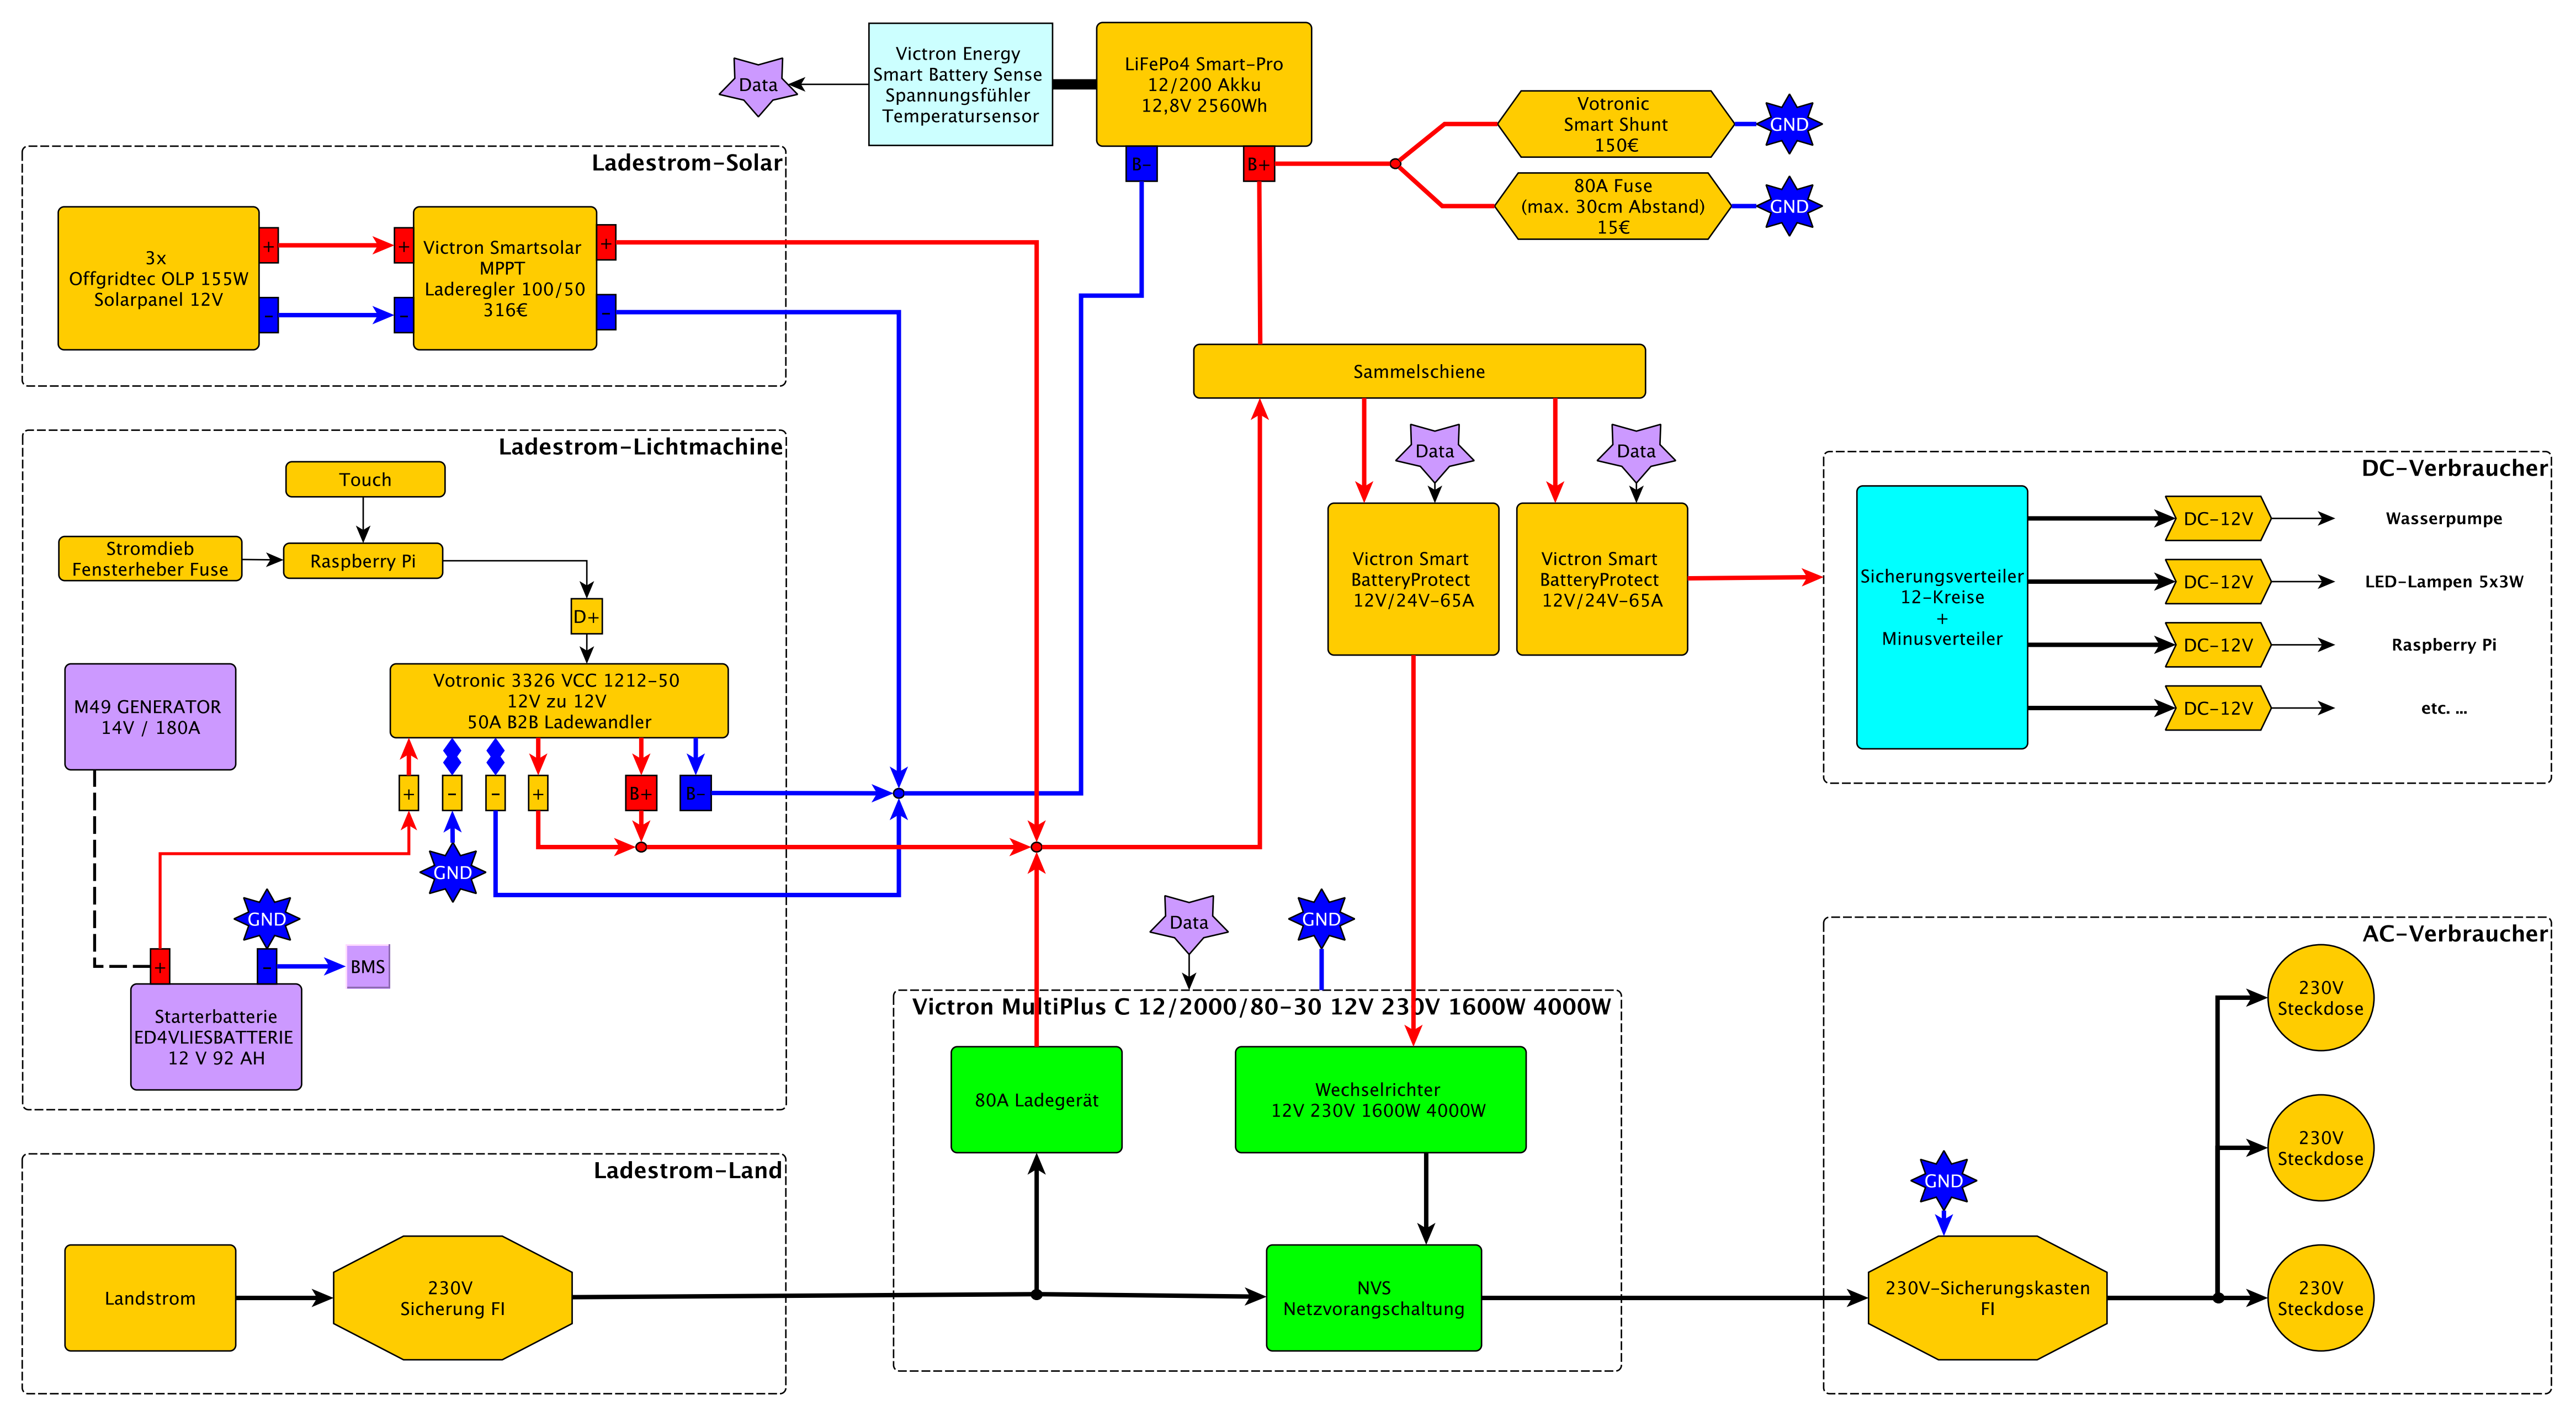 Victron Energy
Smart Battery Sense
Spannungsfühler
Temperatursensor
Data
LiFePo4 Smart-Pro
12/200 Akku
12,8V 2560Wh
B-
B+
Votronic
Smart Shunt
150€
GND
80A Fuse
(max. 30cm Abstand)
15€
GND
Ladestrom-Solar
3x
Offgridtec OLP 155W
Solarpanel 12V
+
-
+
-
Victron Smartsolar
MPPT
Laderegler 100/50
316€
+
-
Sammelschiene
Data
Data
Victron Smart
BatteryProtect
12V/24V-65A
Victron Smart
BatteryProtect
12V/24V-65A
Ladestrom-Lichtmachine
Touch
Stromdieb
Fensterheber Fuse
Raspberry Pi
D+
M49 GENERATOR
14V / 180A
Votronic 3326 VCC 1212-50
12V zu 12V
50A B2B Ladewandler
+
-
-
+
B+
B-
GND
GND
+
-
BMS
Starterbatterie
ED4VLIESBATTERIE
12 V 92 AH
DC-Verbraucher
Sicherungsverteiler
12-Kreise
+
Minusverteiler
DC-12V
Wasserpumpe
DC-12V
LED-Lampen 5x3W
DC-12V
Raspberry Pi
DC-12V
etc. ...
Data
GND
Victron MultiPlus C 12/2000/80-30 12V 230V 1600W 4000W
80A Ladegerät
Wechselrichter
12V 230V 1600W 4000W
NVS
Netzvorangschaltung
Ladestrom-Land
Landstrom
230V
Sicherung FI
AC-Verbraucher
GND
230V-Sicherungskasten
FI
230V
Steckdose
230V
Steckdose
230V
Steckdose